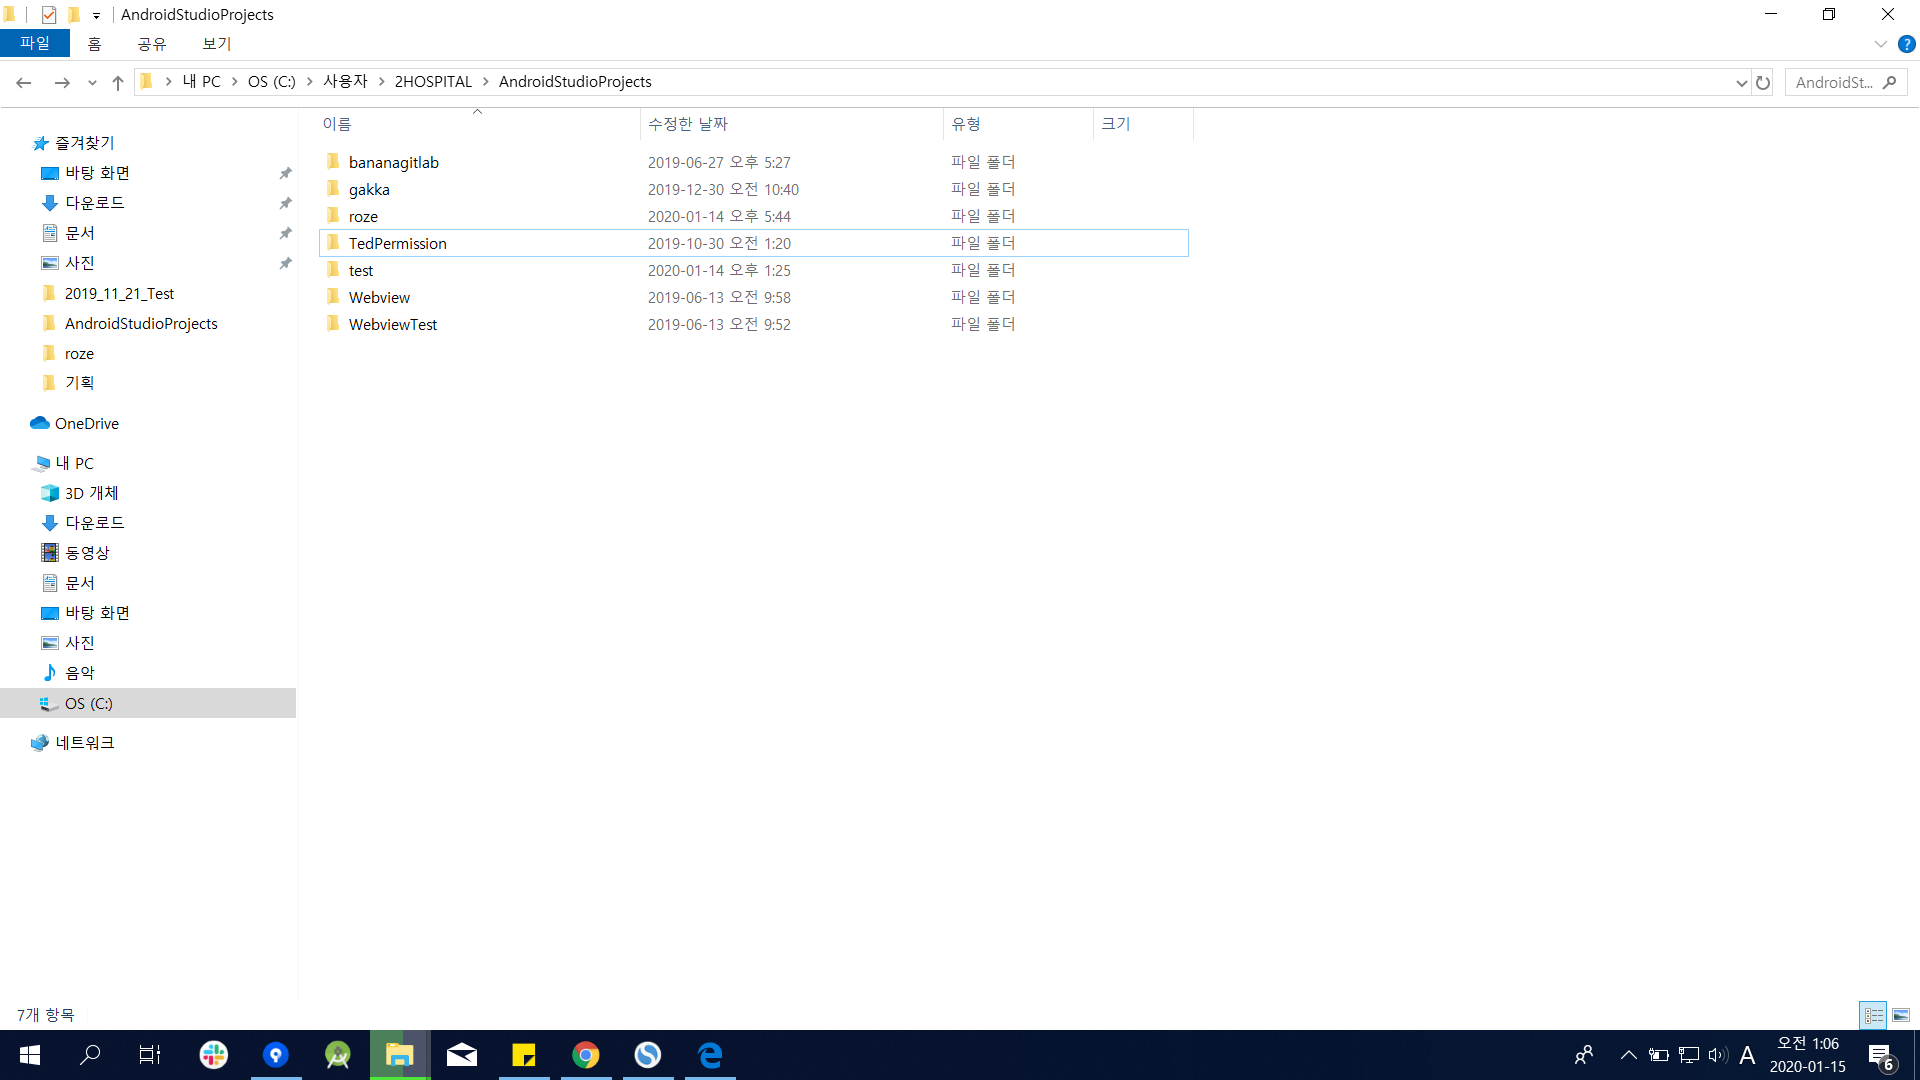 AndroidStudioProjects
파일 홈 공유 보기
내 PC OS (C:) 사용자 2HOSPITAL AndroidStudioProjects
AndroidSt...
즐겨찾기
바탕 화면
다운로드
문서
사진
2019_11_21_Test
AndroidStudioProjects
roze
기획
OneDrive
내 PC
3D 개체
다운로드
동영상
문서
바탕 화면
사진
음악
OS (C:)
네트워크
이름 수정한 날짜 유형 크기
bananagitlab 2019-06-27 오후 5:27 파일 폴더
gakka 2019-12-30 오전 10:40 파일 폴더
roze 2020-01-14 오후 5:44 파일 폴더
TedPermission 2019-10-30 오전 1:20 파일 폴더
test 2020-01-14 오후 1:25 파일 폴더
Webview 2019-06-13 오전 9:58 파일 폴더
WebviewTest 2019-06-13 오전 9:52 파일 폴더
7개 항목
A
오전 1:06
2020-01-15
6